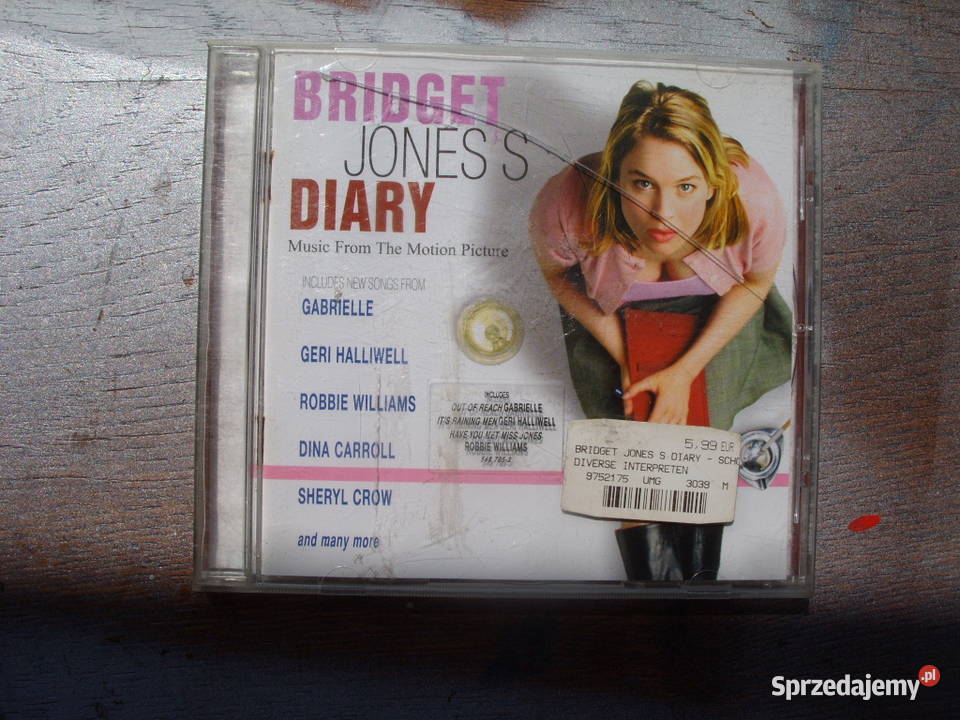 BRIDGET
JONES S
DIARY
Music From The Motion Picture
INCLUDES NEW SONGS FROM
GABRIELLE
GERI HALLIWELL
ROBBIE WILLIAMS
DINA CARROLL
SHERYL CROW
and many more
INCLUDES
OUT OF REACH GABRIELLE
IT'S RAINING MEN GERI HALLIWELL
HAVE YOU MET MISS JONES
ROBBIE WILLIAMS
5,99 EUR
BRIDGET JONES S DIARY - SCHO
DIVERSE INTERPRETEN
9752175 UMG 3039 M
Sprzedajemy.pl